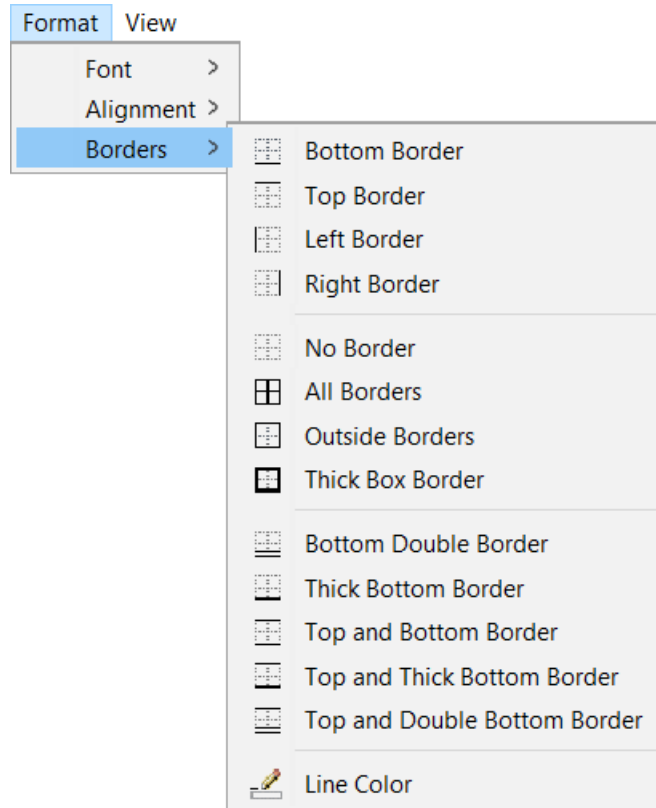 Format View
Font >
Alignment >
Borders >
Bottom Border
Top Border
Left Border
Right Border
No Border
All Borders
Outside Borders
Thick Box Border
Bottom Double Border
Thick Bottom Border
Top and Bottom Border
Top and Thick Bottom Border
Top and Double Bottom Border
Line Color